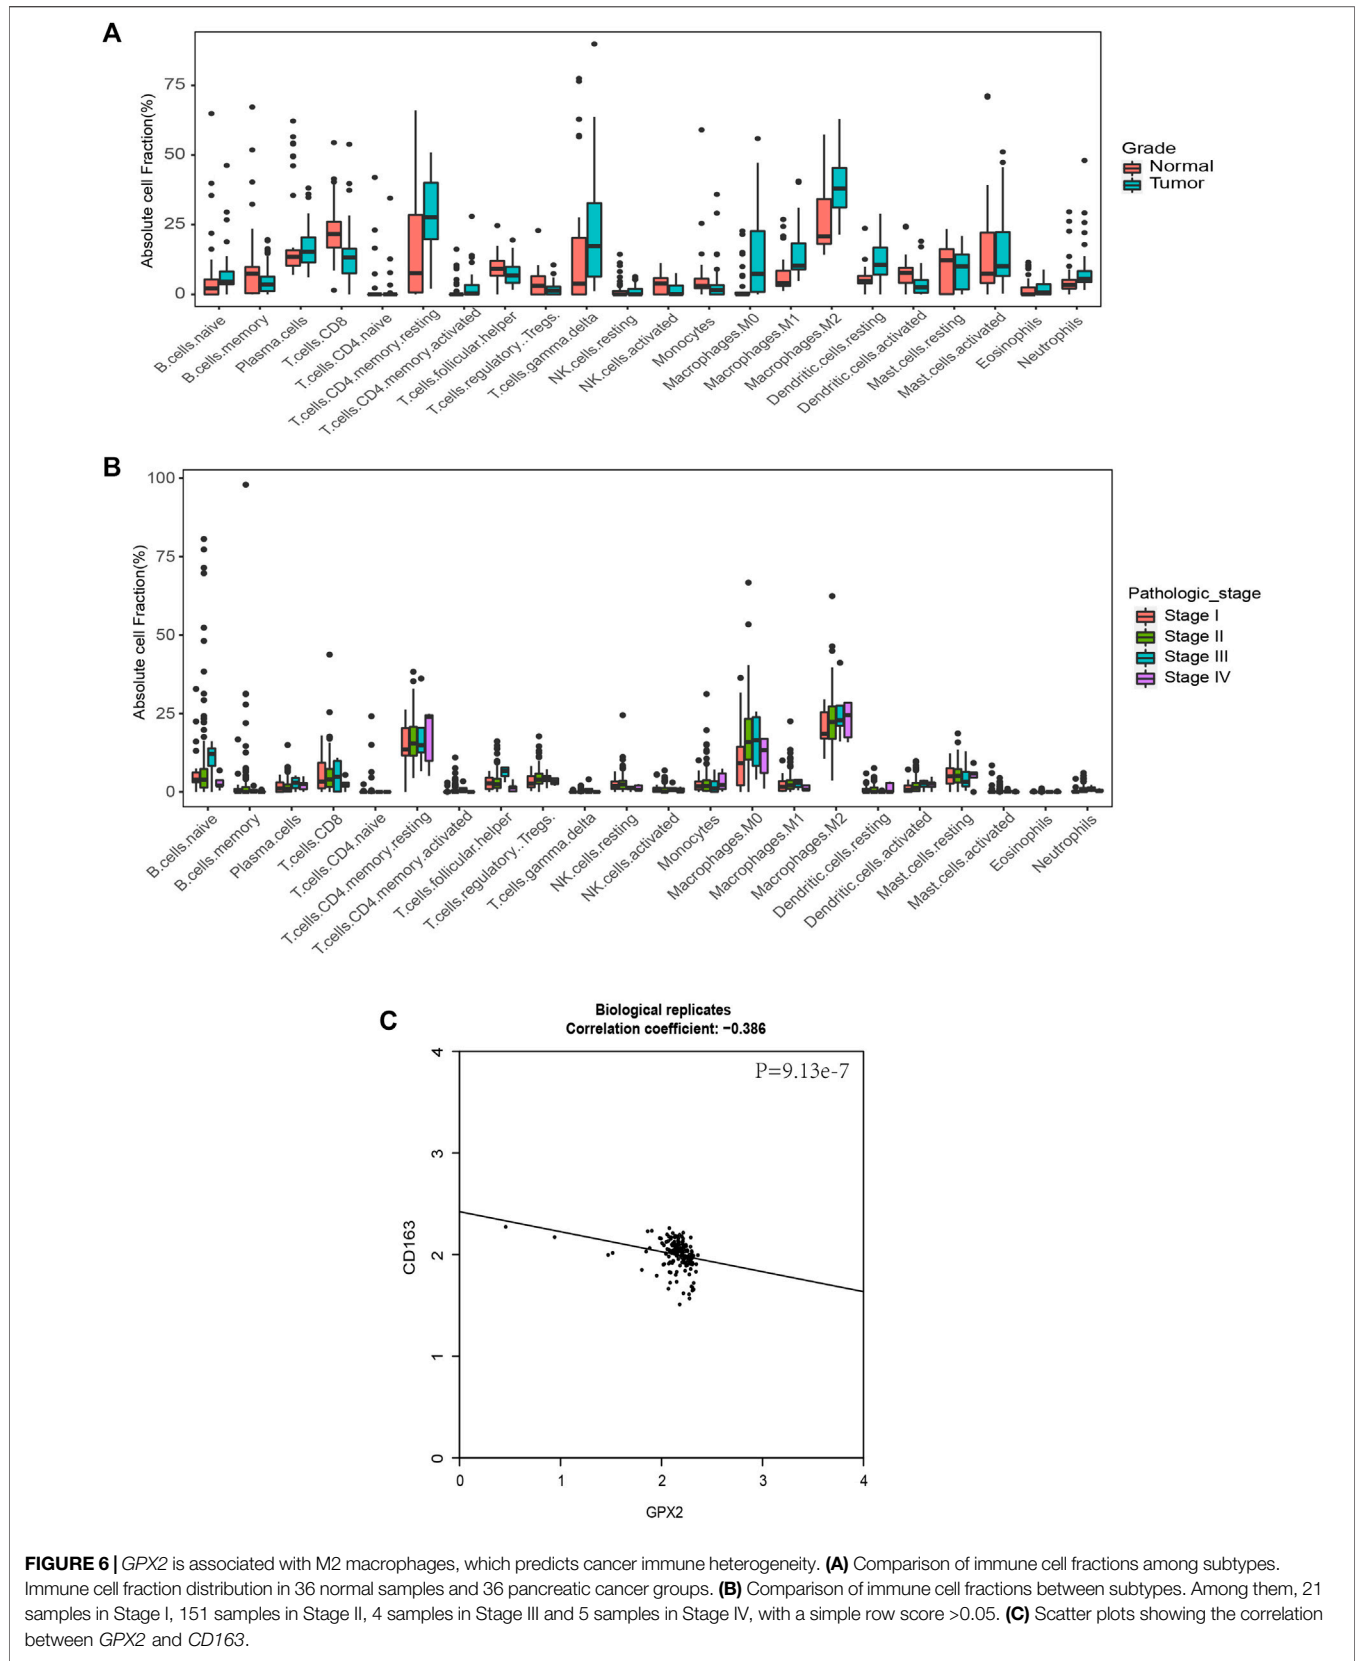 A
Absolute cell Fraction(%)
75
50
25
0
B.cells.naive
B.cells.memory
Plasma.cells
T.cells.CD8
T.cells.CD4.naive
T.cells.CD4.memory.resting
T.cells.CD4.memory.activated
T.cells.follicular.helper
T.cells.regulatory..Tregs.
T.cells.gamma.delta
NK.cells.resting
NK.cells.activated
Monocytes
Macrophages.M0
Macrophages.M1
Macrophages.M2
Dendritic.cells.resting
Dendritic.cells.activated
Mast.cells.resting
Mast.cells.activated
Eosinophils
Neutrophils
Grade
Normal
Tumor
B
Absolute cell Fraction(%)
100
75
50
25
0
B.cells.naive
B.cells.memory
Plasma.cells
T.cells.CD8
T.cells.CD4.naive
T.cells.CD4.memory.resting
T.cells.CD4.memory.activated
T.cells.follicular.helper
T.cells.regulatory..Tregs.
T.cells.gamma.delta
NK.cells.resting
NK.cells.activated
Monocytes
Macrophages.M0
Macrophages.M1
Macrophages.M2
Dendritic.cells.resting
Dendritic.cells.activated
Mast.cells.resting
Mast.cells.activated
Eosinophils
Neutrophils
Pathologic_stage
Stage I
Stage II
Stage III
Stage IV
C
Biological replicates
Correlation coefficient: −0.386
P=9.13e-7
CD163
4
3
2
1
0
0 1 2 3 4
GPX2
FIGURE 6 | GPX2 is associated with M2 macrophages, which predicts cancer immune heterogeneity. (A) Comparison of immune cell fractions among subtypes.
Immune cell fraction distribution in 36 normal samples and 36 pancreatic cancer groups. (B) Comparison of immune cell fractions between subtypes. Among them, 21
samples in Stage I, 151 samples in Stage II, 4 samples in Stage III and 5 samples in Stage IV, with a simple row score >0.05. (C) Scatter plots showing the correlation
between GPX2 and CD163.